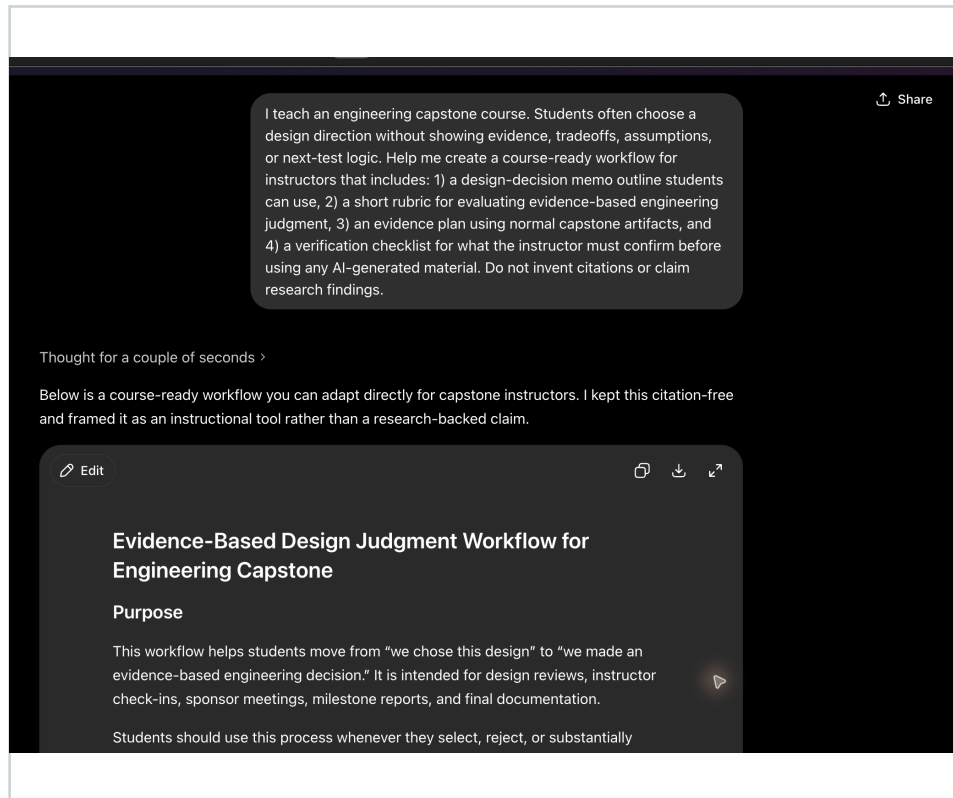 Share
I teach an engineering capstone course. Students often choose a
design direction without showing evidence, tradeoffs, assumptions,
or next-test logic. Help me create a course-ready workflow for
instructors that includes: 1) a design-decision memo outline students
can use, 2) a short rubric for evaluating evidence-based engineering
judgment, 3) an evidence plan using normal capstone artifacts, and
4) a verification checklist for what the instructor must confirm before
using any AI-generated material. Do not invent citations or claim
research findings.
Thought for a couple of seconds >
Below is a course-ready workflow you can adapt directly for capstone instructors. I kept this citation-free
and framed it as an instructional tool rather than a research-backed claim.
Edit
Evidence-Based Design Judgment Workflow for
Engineering Capstone
Purpose
This workflow helps students move from “we chose this design” to “we made an
evidence-based engineering decision.” It is intended for design reviews, instructor
check-ins, sponsor meetings, milestone reports, and final documentation.
Students should use this process whenever they select, reject, or substantially